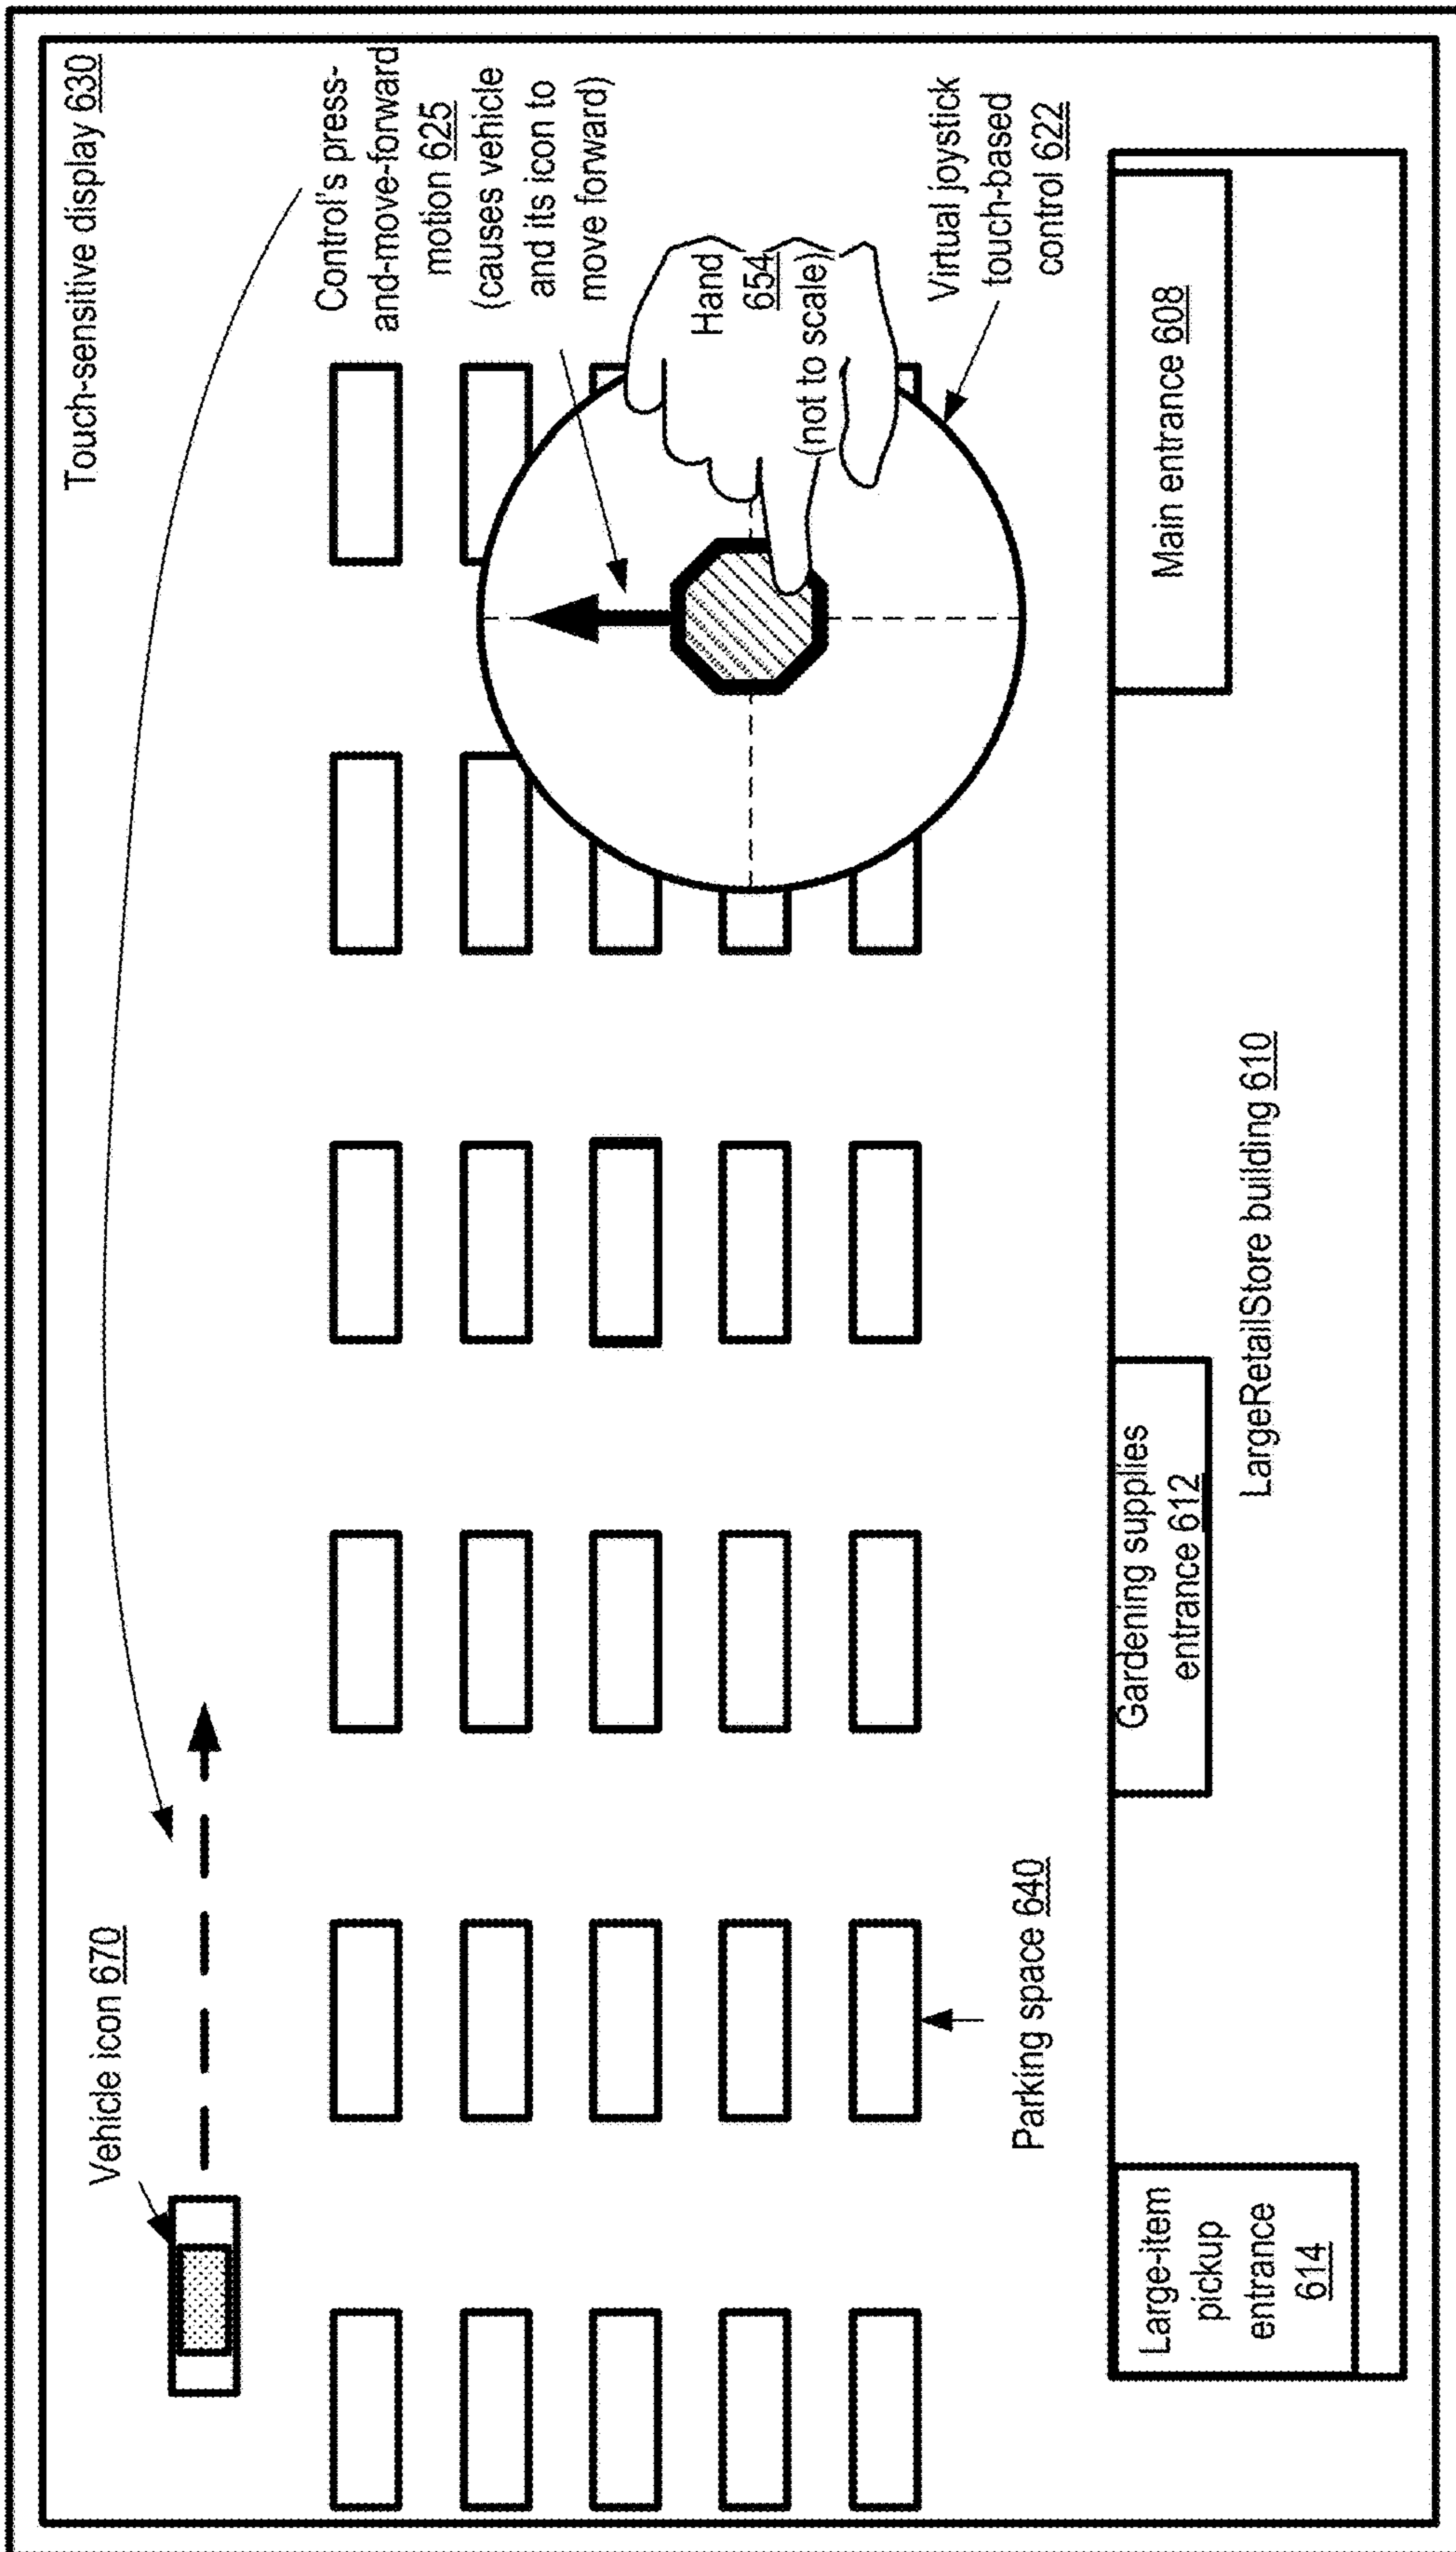 Touch-sensitive display 630
Vehicle icon 670
Control's press-
and-move-forward
motion 625
(causes vehicle
and its icon to
move forward)
Hand
654
(not to scale)
Virtual joystick
touch-based
control 622
Parking space 640
Large-item
pickup
entrance
614
Gardening supplies
entrance 612
Main entrance 608
LargeRetailStore building 610